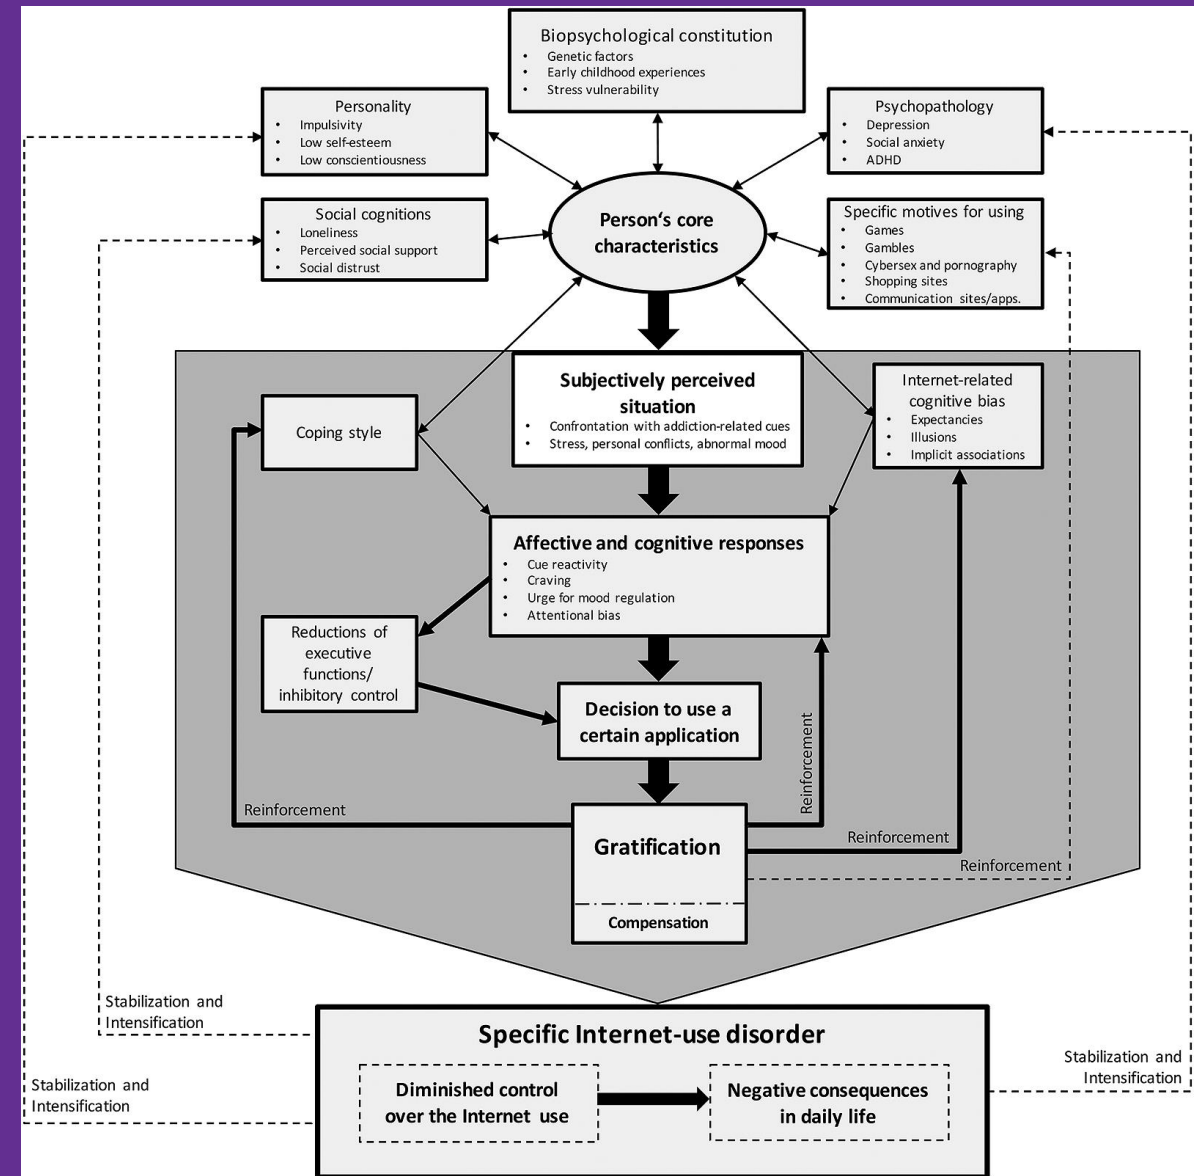 Biopsychological constitution
• Genetic factors
• Early childhood experiences
• Stress vulnerability
Personality
• Impulsivity
• Low self-esteem
• Low conscientiousness
Psychopathology
• Depression
• Social anxiety
• ADHD
Social cognitions
• Loneliness
• Perceived social support
• Social distrust
Person‘s core
characteristics
Specific motives for using
• Games
• Gambles
• Cybersex and pornography
• Shopping sites
• Communication sites/apps.
Subjectively perceived
situation
• Confrontation with addiction-related cues
• Stress, personal conflicts, abnormal mood
Coping style
Internet-related
cognitive bias
• Expectancies
• Illusions
• Implicit associations
Affective and cognitive responses
• Cue reactivity
• Craving
• Urge for mood regulation
• Attentional bias
Reductions of
executive
functions/
inhibitory control
Decision to use a
certain application
Reinforcement
Reinforcement
Gratification
Reinforcement
Reinforcement
Compensation
Stabilization and
Intensification
Specific Internet-use disorder
Stabilization and
Intensification
Stabilization and
Intensification
Diminished control
over the Internet use
Negative consequences
in daily life